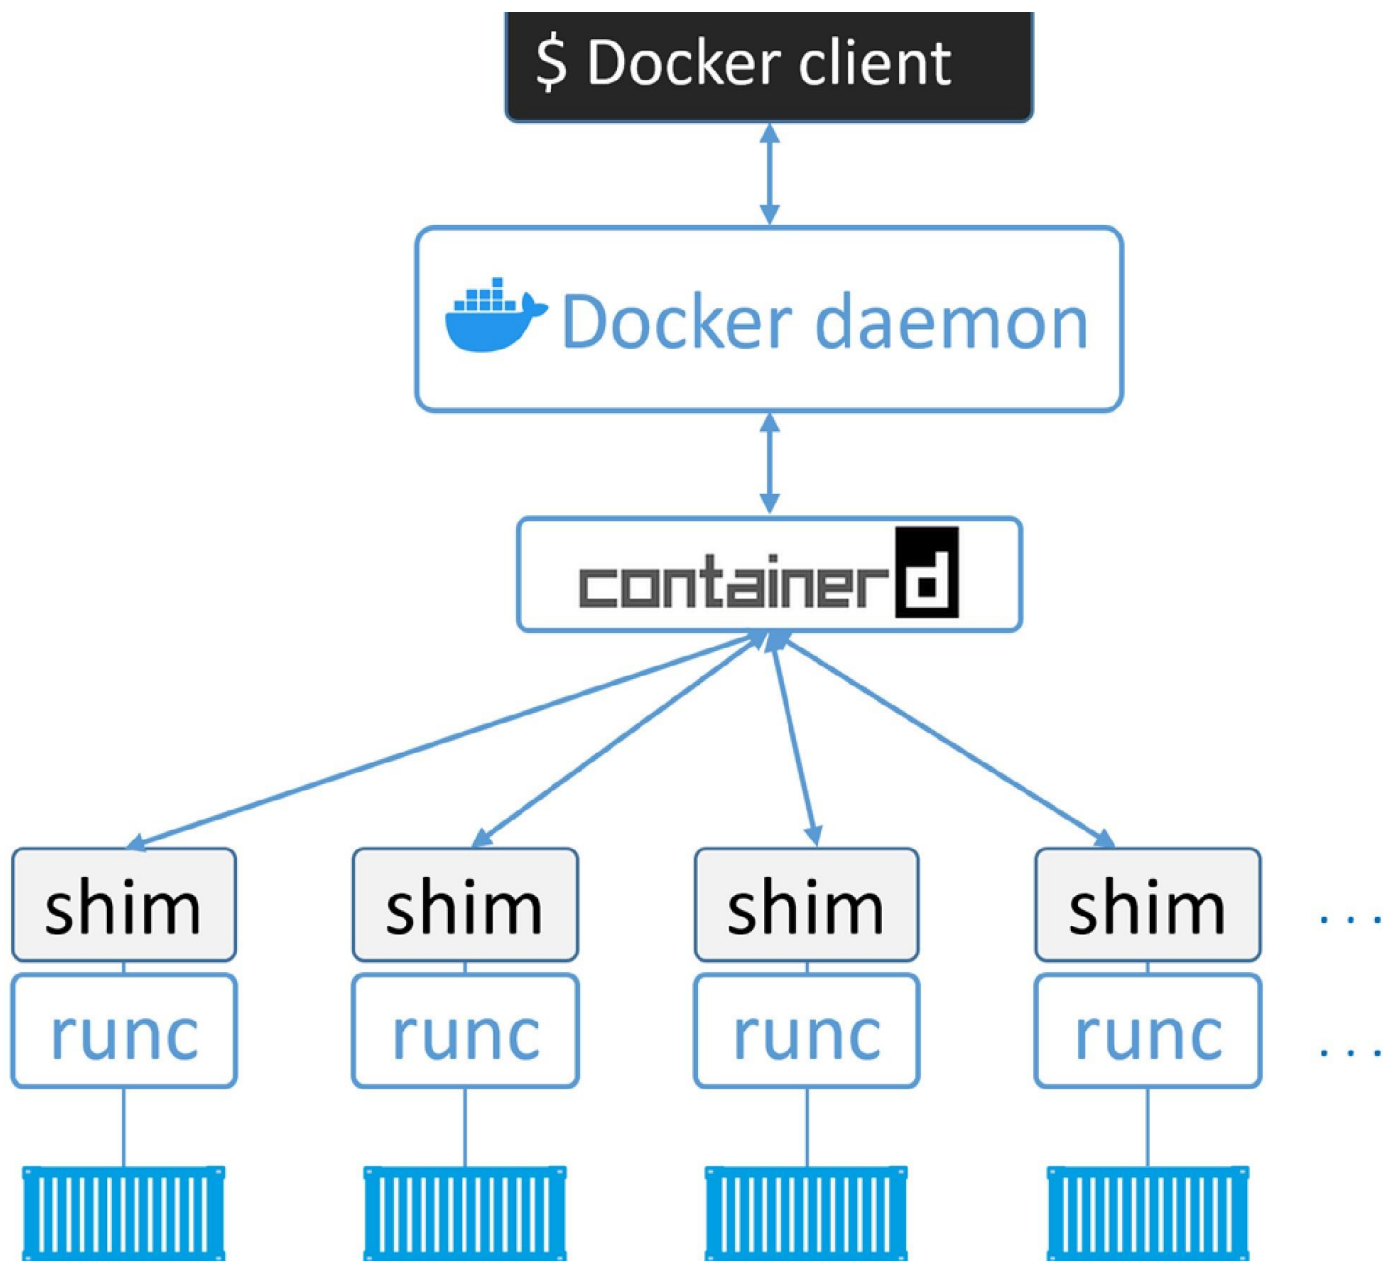 $ Docker client
Docker daemon
containerd
shim shim shim shim ...
runc runc runc runc ...